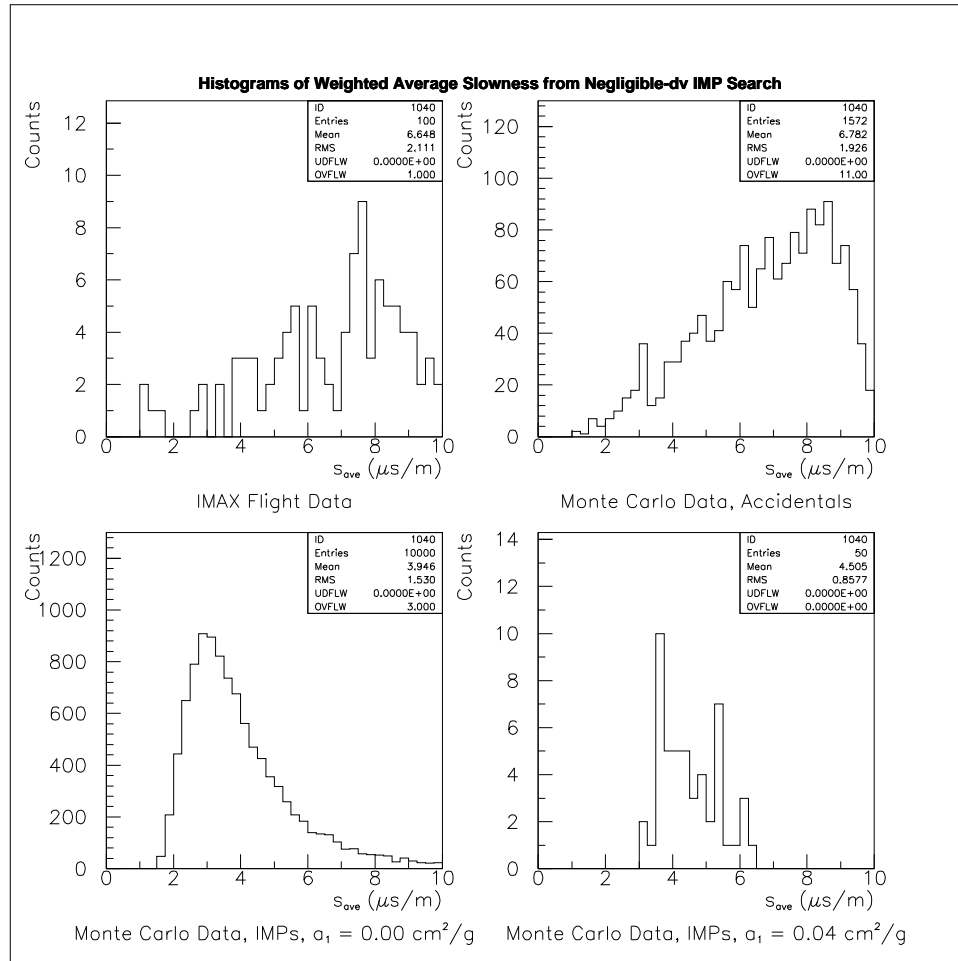 Histograms of Weighted Average Slowness from Negligible-dv IMP Search
Counts
12
10
8
6
4
2
0
0 2 4 6 8 10
ID 1040
Entries 100
Mean 6.648
RMS 2.111
UDFLW 0.0000E+00
OVFLW 1.000
s_ave (μs/m)
IMAX Flight Data
Counts
120
100
80
60
40
20
0
0 2 4 6 8 10
ID 1040
Entries 1572
Mean 6.782
RMS 1.926
UDFLW 0.0000E+00
OVFLW 11.00
s_ave (μs/m)
Monte Carlo Data, Accidentals
Counts
1200
1000
800
600
400
200
0
0 2 4 6 8 10
ID 1040
Entries 10000
Mean 3.946
RMS 1.530
UDFLW 0.0000E+00
OVFLW 3.000
s_ave (μs/m)
Monte Carlo Data, IMPs, a₁ = 0.00 cm²/g
Counts
14
12
10
8
6
4
2
0
0 2 4 6 8 10
ID 1040
Entries 50
Mean 4.505
RMS 0.8577
UDFLW 0.0000E+00
OVFLW 0.0000E+00
s_ave (μs/m)
Monte Carlo Data, IMPs, a₁ = 0.04 cm²/g